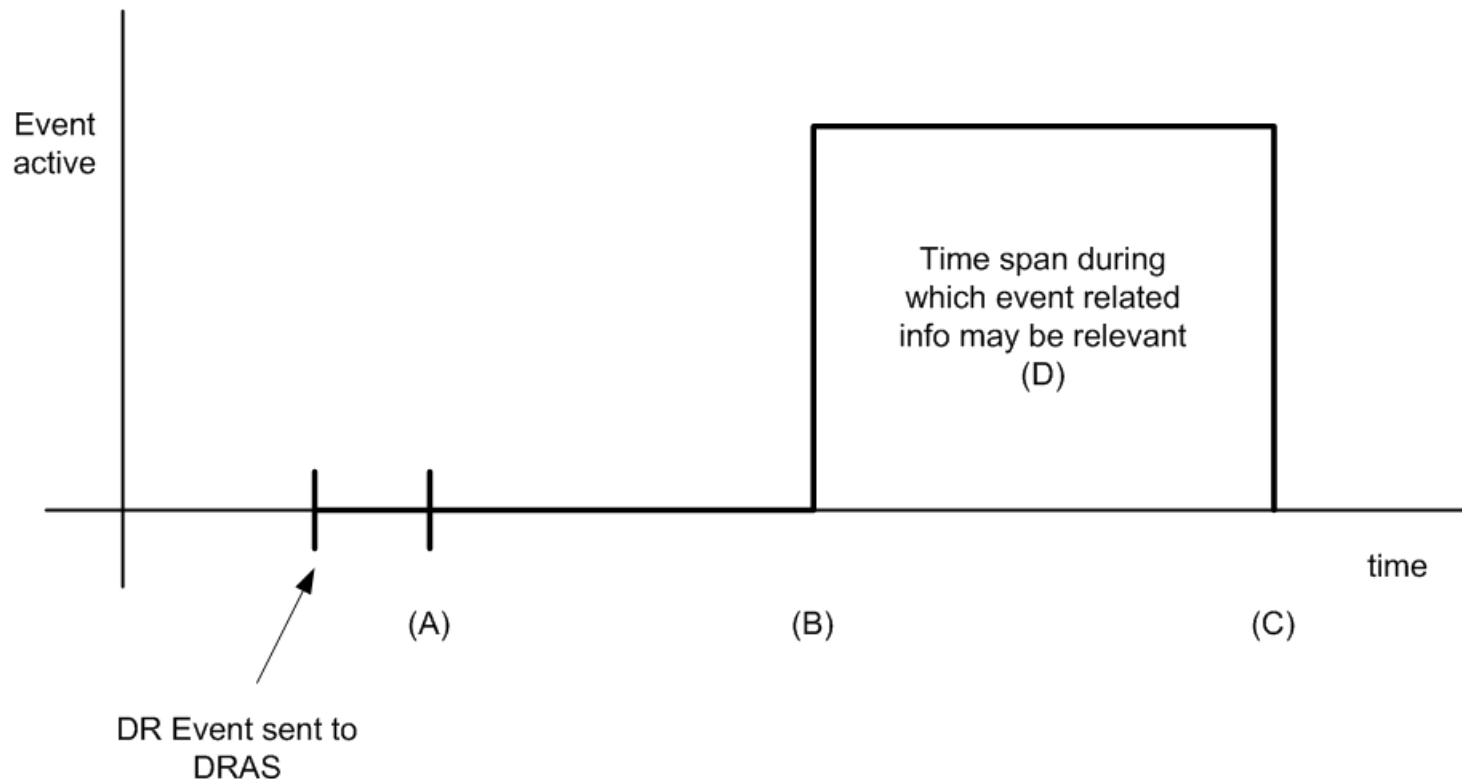 Event
active
Time span during
which event related
info may be relevant
(D)
time
(A)
(B)
(C)
DR Event sent to
DRAS